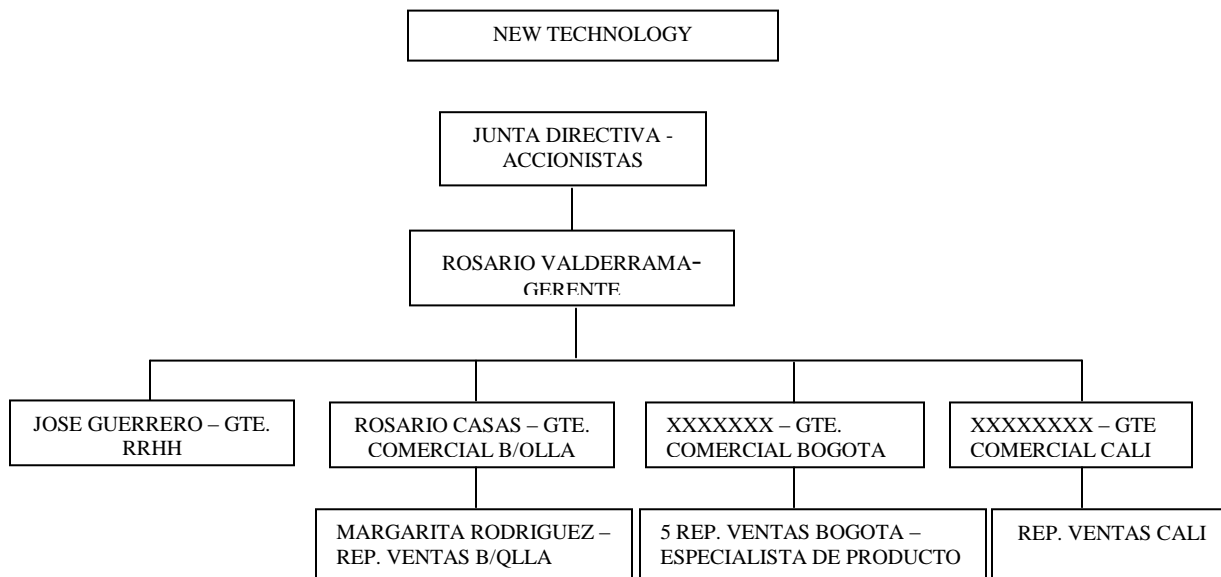 NEW TECHNOLOGY
JUNTA DIRECTIVA -
ACCIONISTAS
ROSARIO VALDERRAMA-
GERENTE
JOSE GUERRERO – GTE.
RRHH
ROSARIO CASAS – GTE.
COMERCIAL B/OLLA
XXXXXXX – GTE.
COMERCIAL BOGOTA
XXXXXXXX – GTE
COMERCIAL CALI
MARGARITA RODRIGUEZ –
REP. VENTAS B/QLLA
5 REP. VENTAS BOGOTA –
ESPECIALISTA DE PRODUCTO
REP. VENTAS CALI